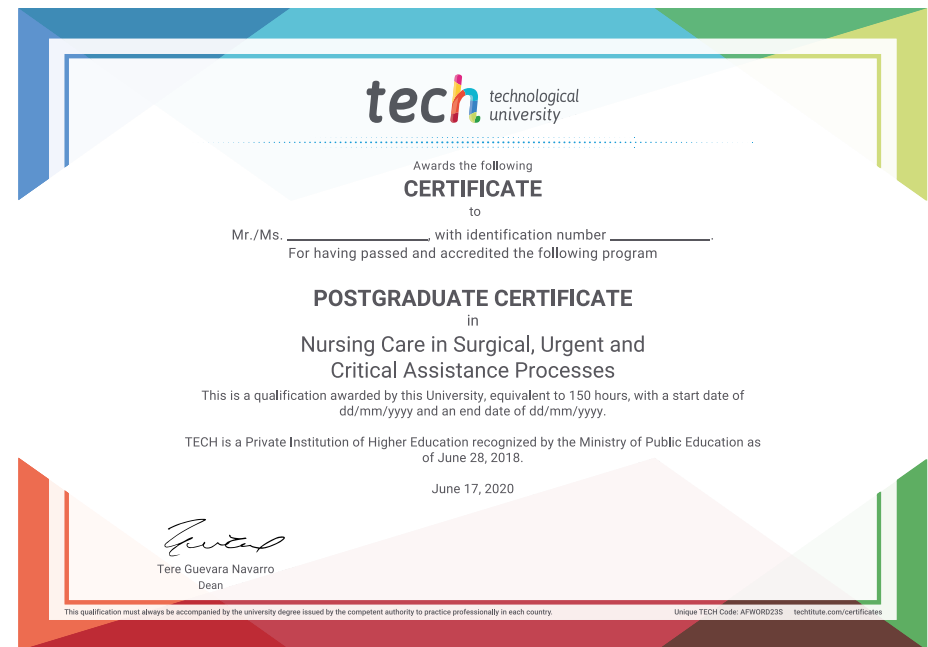 tech technological
university
Awards the following
CERTIFICATE
to
Mr./Ms. ____________________, with identification number ______________.
For having passed and accredited the following program
POSTGRADUATE CERTIFICATE
in
Nursing Care in Surgical, Urgent and
Critical Assistance Processes
This is a qualification awarded by this University, equivalent to 150 hours, with a start date of
dd/mm/yyyy and an end date of dd/mm/yyyy.
TECH is a Private Institution of Higher Education recognized by the Ministry of Public Education as
of June 28, 2018.
June 17, 2020
Tere Guevara Navarro
Dean
This qualification must always be accompanied by the university degree issued by the competent authority to practice professionally in each country.
Unique TECH Code: AFWORD23S techtitute.com/certificates